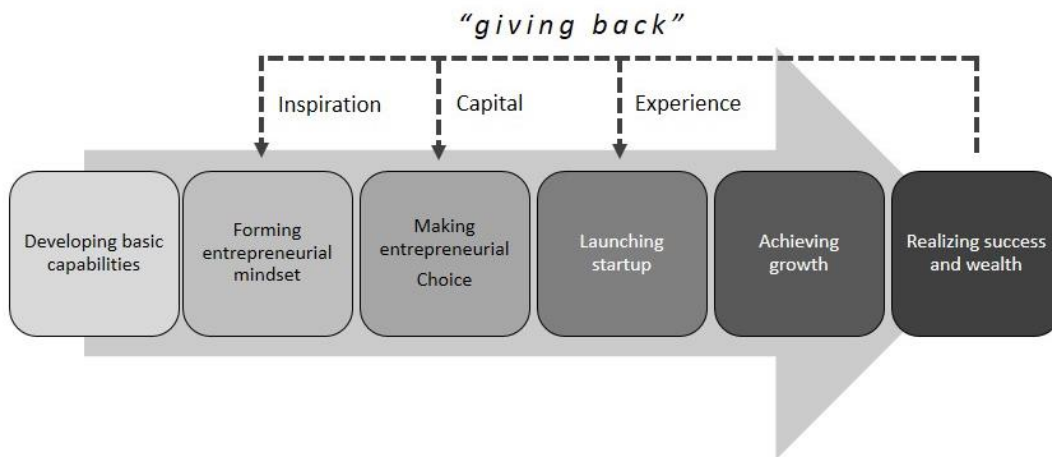 “giving back”
Inspiration
Capital
Experience
Developing basic
capabilities
Forming
entrepreneurial
mindset
Making
entrepreneurial
Choice
Launching
startup
Achieving
growth
Realizing success
and wealth